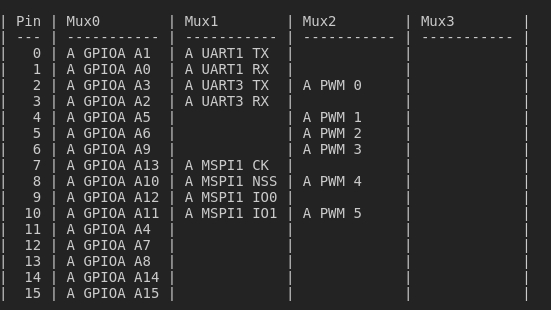 | Pin | Mux0        | Mux1        | Mux2        | Mux3        |
| --- | ----------- | ----------- | ----------- | ----------- |
|   0 | A GPIOA A1  | A UART1 TX  |             |             |
|   1 | A GPIOA A0  | A UART1 RX  |             |             |
|   2 | A GPIOA A3  | A UART3 TX  | A PWM 0     |             |
|   3 | A GPIOA A2  | A UART3 RX  |             |             |
|   4 | A GPIOA A5  |             | A PWM 1     |             |
|   5 | A GPIOA A6  |             | A PWM 2     |             |
|   6 | A GPIOA A9  |             | A PWM 3     |             |
|   7 | A GPIOA A13 | A MSPI1 CK  |             |             |
|   8 | A GPIOA A10 | A MSPI1 NSS | A PWM 4     |             |
|   9 | A GPIOA A12 | A MSPI1 IO0 |             |             |
|  10 | A GPIOA A11 | A MSPI1 IO1 | A PWM 5     |             |
|  11 | A GPIOA A4  |             |             |             |
|  12 | A GPIOA A7  |             |             |             |
|  13 | A GPIOA A8  |             |             |             |
|  14 | A GPIOA A14 |             |             |             |
|  15 | A GPIOA A15 |             |             |             |